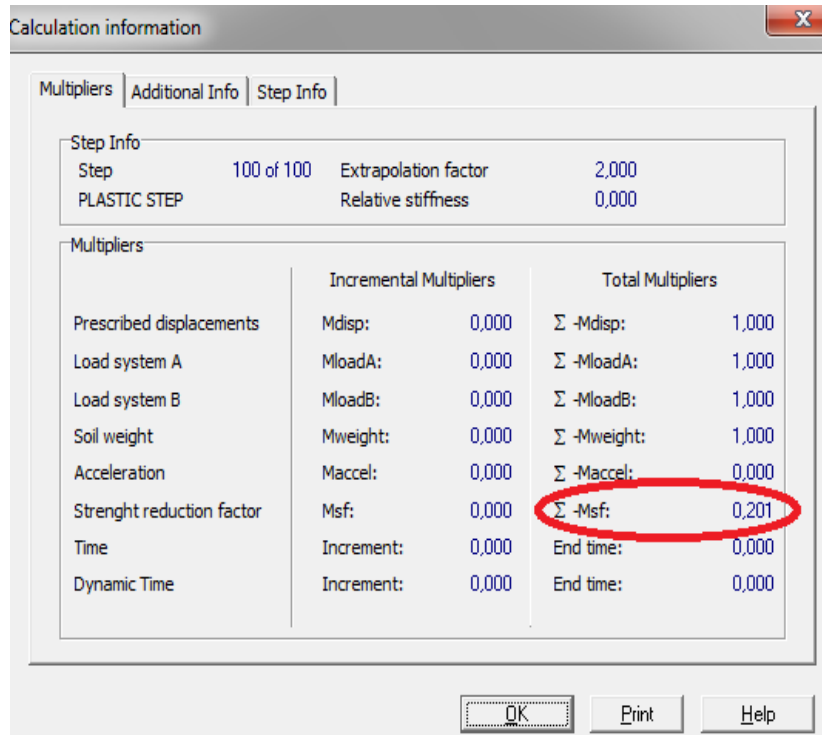 Calculation information
X
Multipliers Additional Info Step Info
Step Info
Step 100 of 100 Extrapolation factor 2,000
PLASTIC STEP Relative stiffness 0,000
Multipliers
Incremental Multipliers Total Multipliers
Prescribed displacements Mdisp: 0,000 Σ -Mdisp: 1,000
Load system A MloadA: 0,000 Σ -MloadA: 1,000
Load system B MloadB: 0,000 Σ -MloadB: 1,000
Soil weight Mweight: 0,000 Σ -Mweight: 1,000
Acceleration Maccel: 0,000 Σ -Maccel: 0,000
Strenght reduction factor Msf: 0,000 Σ -Msf: 0,201
Time Increment: 0,000 End time: 0,000
Dynamic Time Increment: 0,000 End time: 0,000
OK Print Help